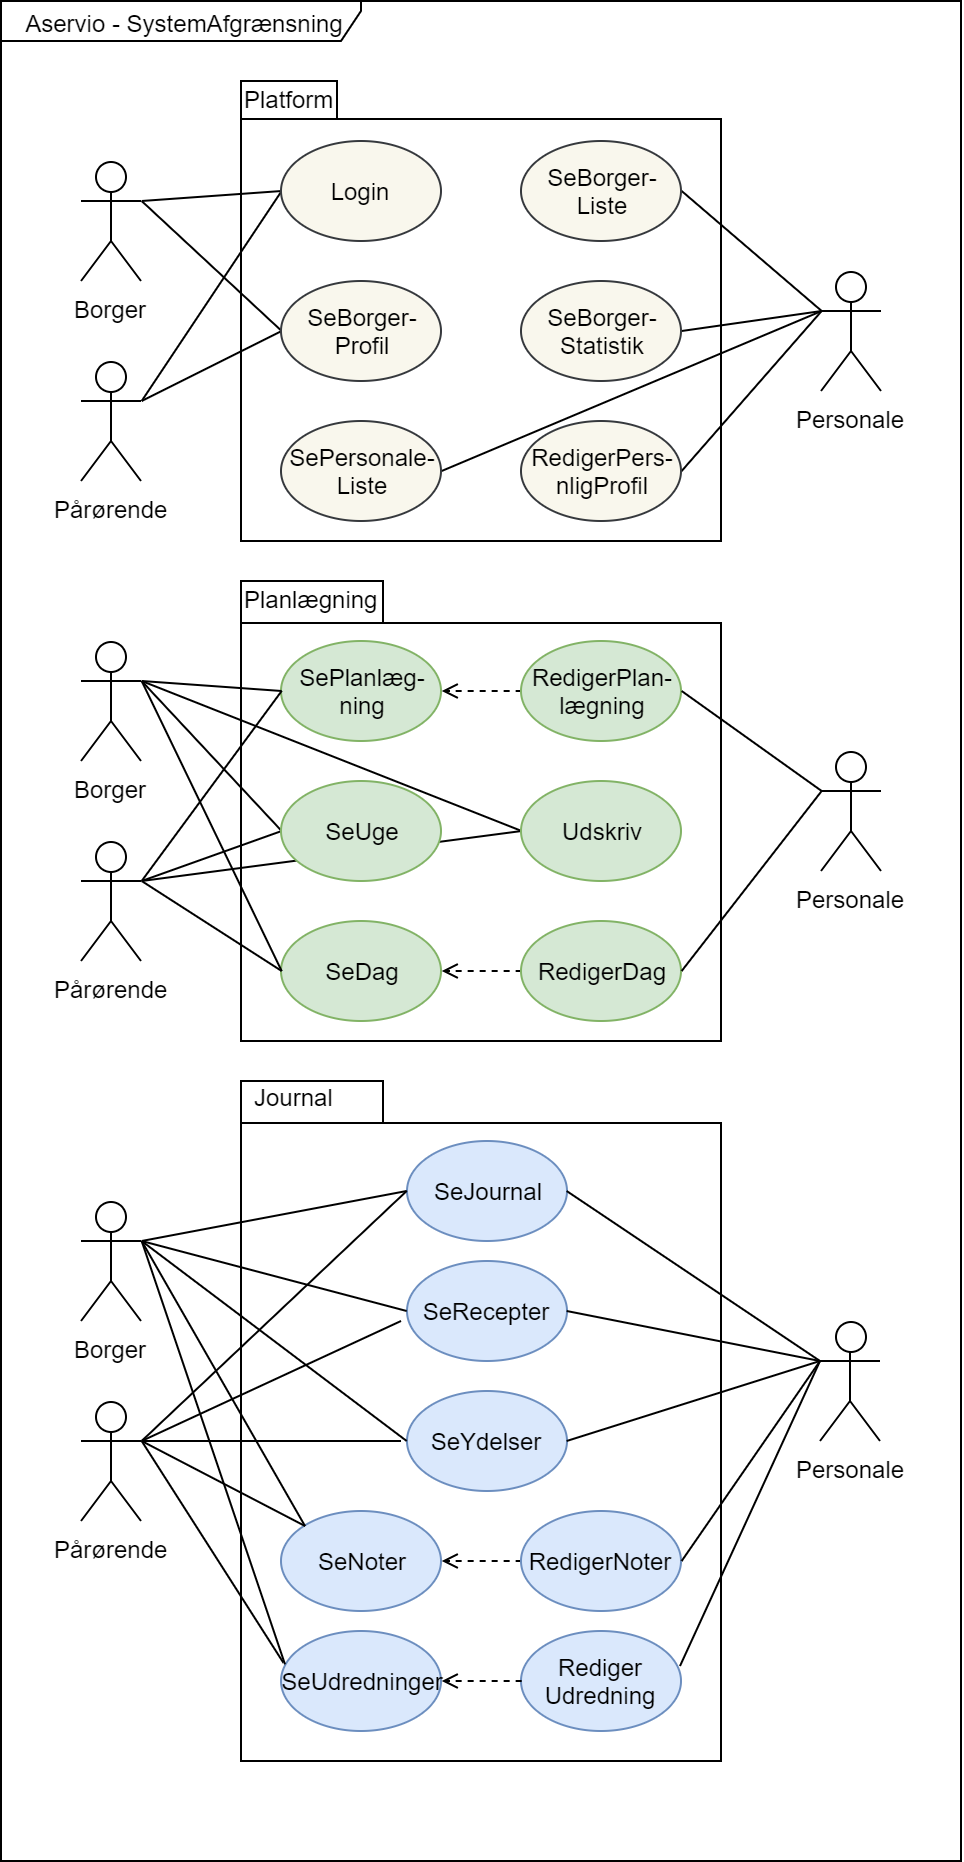 Aservio - SystemAfgrænsning
Platform
Login
SeBorger-
Liste
Borger
SeBorger-
Profil
SeBorger-
Statistik
Personale
SePersonale-
Liste
RedigerPers-
nligProfil
Pårørende
Planlægning
SePlanlæg-
ning
RedigerPlan-
lægning
Borger
SeUge
Udskriv
Personale
SeDag
RedigerDag
Pårørende
Journal
SeJournal
SeRecepter
Borger
SeYdelser
Personale
Pårørende
SeNoter
RedigerNoter
SeUdredninger
Rediger
Udredning